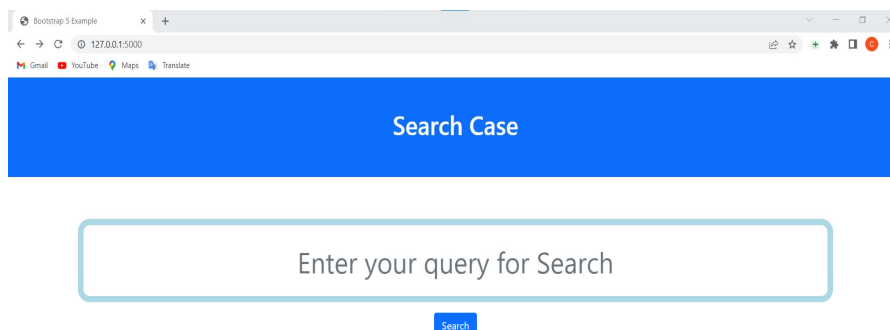 Bootstrap 5 Example
127.0.0.1:5000
Gmail YouTube Maps Translate
C
Search Case
Enter your query for Search
Search